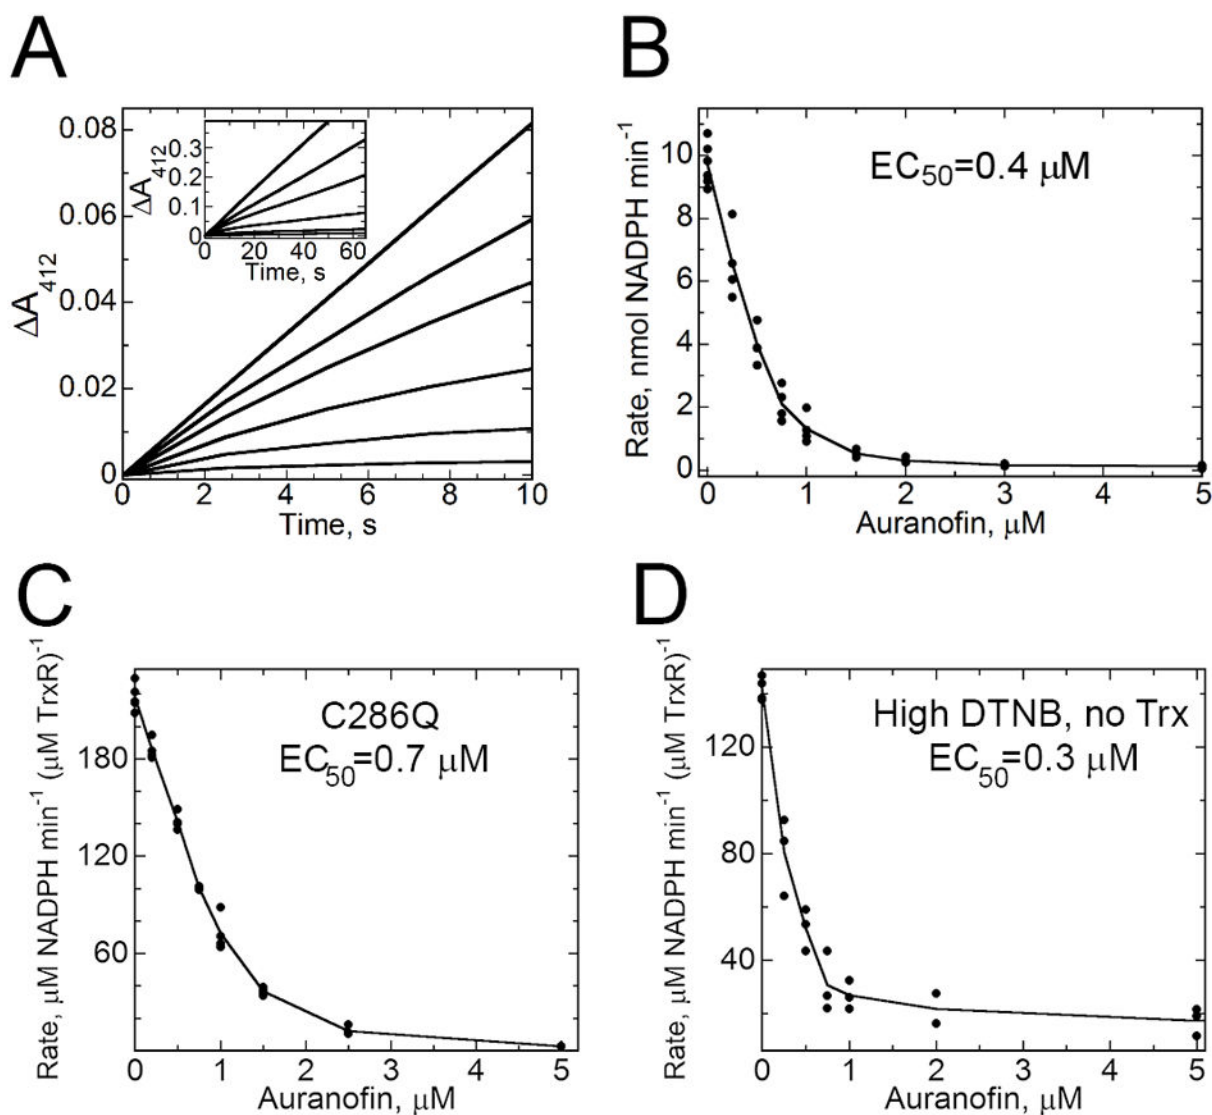 A
ΔA412
0.08
0.06
0.04
0.02
0
0 2 4 6 8 10
Time, s
ΔA412
0.3
0.2
0.1
0
0 20 40 60
Time, s
B
Rate, nmol NADPH min-1
10
8
6
4
2
0
EC50=0.4 μM
0 1 2 3 4 5
Auranofin, μM
C
Rate, μM NADPH min-1 (μM TrxR)-1
180
120
60
C286Q
EC50=0.7 μM
0 1 2 3 4 5
Auranofin, μM
D
Rate, μM NADPH min-1 (μM TrxR)-1
120
80
40
High DTNB, no Trx
EC50=0.3 μM
0 1 2 3 4 5
Auranofin, μM